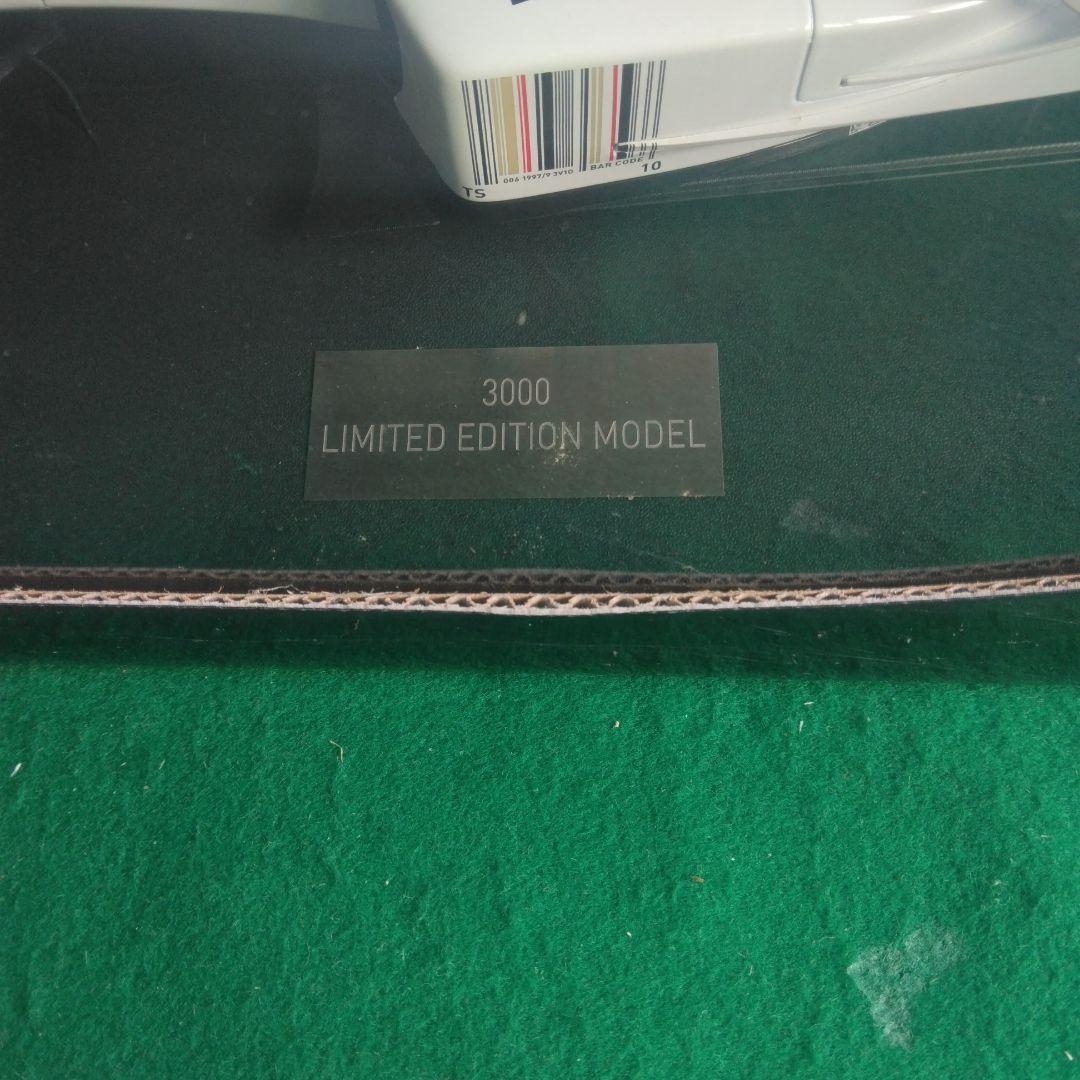 TS
006 1997/9 3V10
BAR CODE
10
3000
LIMITED EDITION MODEL